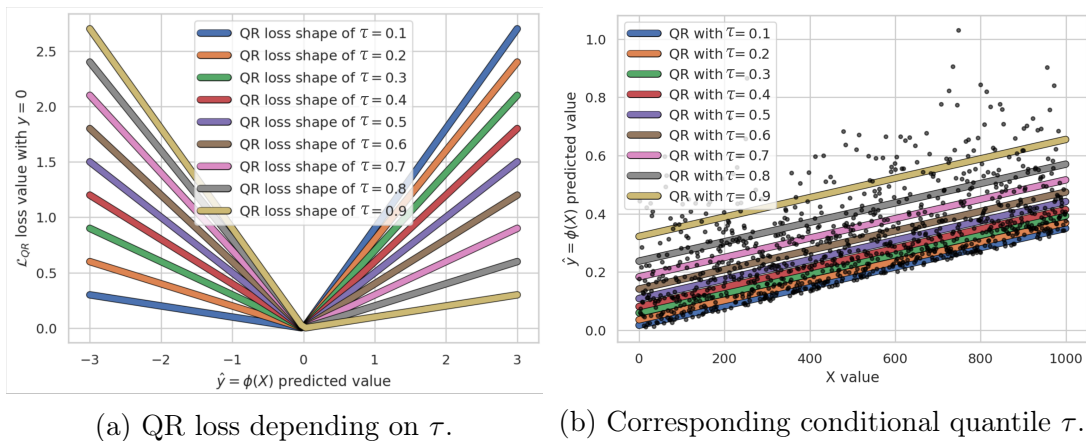 2.5
2.0
1.5
1.0
0.5
0.0
𝓛QR loss value with y = 0
QR loss shape of τ = 0.1
QR loss shape of τ = 0.2
QR loss shape of τ = 0.3
QR loss shape of τ = 0.4
QR loss shape of τ = 0.5
QR loss shape of τ = 0.6
QR loss shape of τ = 0.7
QR loss shape of τ = 0.8
QR loss shape of τ = 0.9
−3 −2 −1 0 1 2 3
ŷ = ϕ(X) predicted value
(a) QR loss depending on τ.
1.0
0.8
0.6
0.4
0.2
0.0
ŷ = ϕ(X) predicted value
QR with τ = 0.1
QR with τ = 0.2
QR with τ = 0.3
QR with τ = 0.4
QR with τ = 0.5
QR with τ = 0.6
QR with τ = 0.7
QR with τ = 0.8
QR with τ = 0.9
0 200 400 600 800 1000
X value
(b) Corresponding conditional quantile τ.